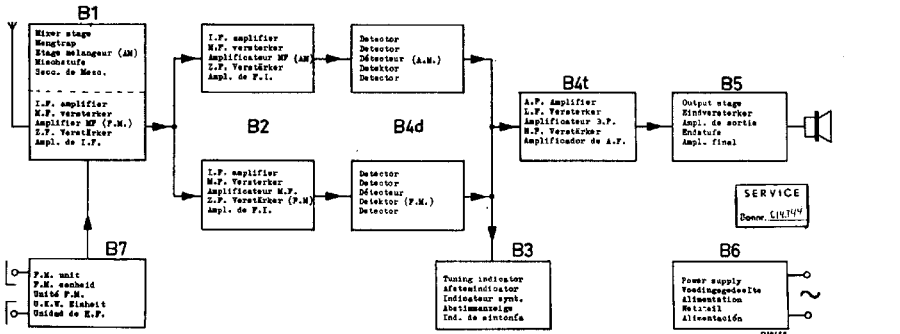 B1
Mixer stage
Mengtrap
Etage mélangeur (AM)
Mischstufe
Secc. de Mezc.
I.F. amplifier
M.F. versterker
Amplifier MF (F.M.)
Z.F. Verstärker
Ampl. de I.F.
I.F. amplifier
M.F. versterker
Amplificateur MF (AM)
Z.F. Verstärker
Ampl. de F.I.
Detector
Detector
Détecteur (A.M.)
Detektor
Detector
B2
B4d
I.F. amplifier
M.F. Versterker
Amplificateur M.F.
Z.F. Verstärker (F.M)
Ampl. de F.I.
Detector
Detector
Détecteur
Detektor (F.M.)
Detector
B4t
A.F. Amplifier
L.F. Versterker
Amplificateur B.F.
N.F. Verstärker
Amplificador de A.F.
B5
Output stage
Eindversterker
Ampl. de sortie
Endstufe
Ampl. final
SERVICE
B7
F.M. unit
F.M. eenheid
Unité F.M.
U.K.W. Einheit
Unidad de H.F.
B3
Tuning indicator
Afstemindicator
Indicateur synt.
Abstimmanzeige
Ind. de sintonía
B6
Power supply
Voedingsgedeelte
Alimentation
Netzteil
Alimentación